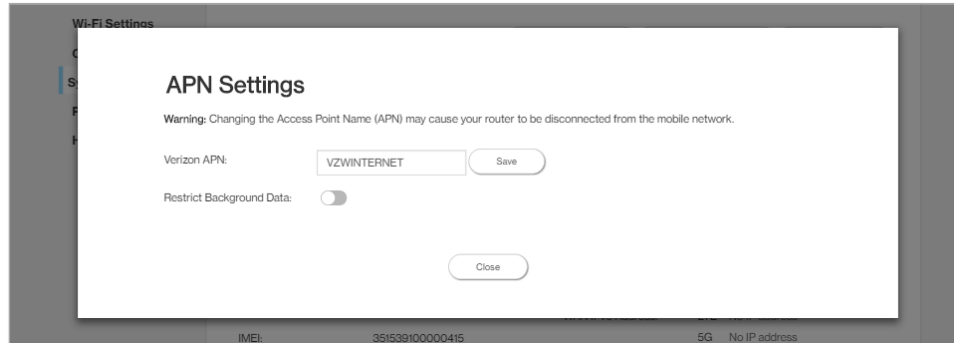 Wi-Fi Settings
APN Settings
Warning: Changing the Access Point Name (APN) may cause your router to be disconnected from the mobile network.
Verizon APN: VZWINTERNET Save
Restrict Background Data:
Close
IMEI: 351539100000415 5G No IP address